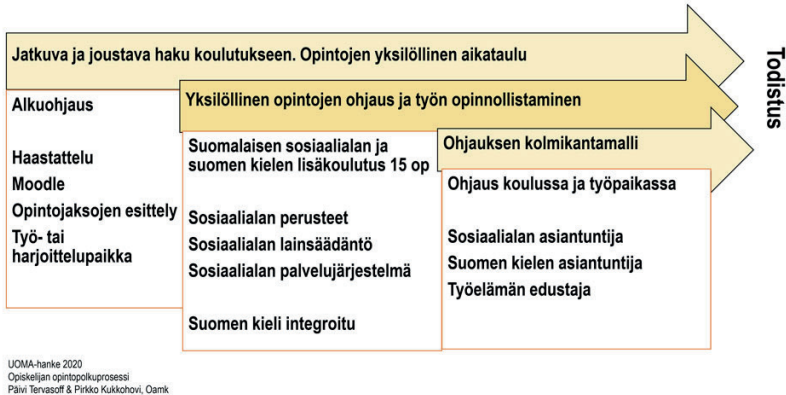 Jatkuva ja joustava haku koulutukseen. Opintojen yksilöllinen aikataulu
Todistus
Alkuohjaus
Haastattelu
Moodle
Opintojaksojen esittely
Työ- tai
harjoittelupaikka
Yksilöllinen opintojen ohjaus ja työn opinnollistaminen
Suomalaisen sosiaalialan ja
suomen kielen lisäkoulutus 15 op
Sosiaalialan perusteet
Sosiaalialan lainsäädäntö
Sosiaalialan palvelujärjestelmä
Suomen kieli integroitu
Ohjauksen kolmikantamalli
Ohjaus koulussa ja työpaikassa
Sosiaalialan asiantuntija
Suomen kielen asiantuntija
Työelämän edustaja
UOMA-hanke 2020
Opiskelijan opintopolkuprosessi
Päivi Tervasoff & Pirkko Kukkohovi, Oamk